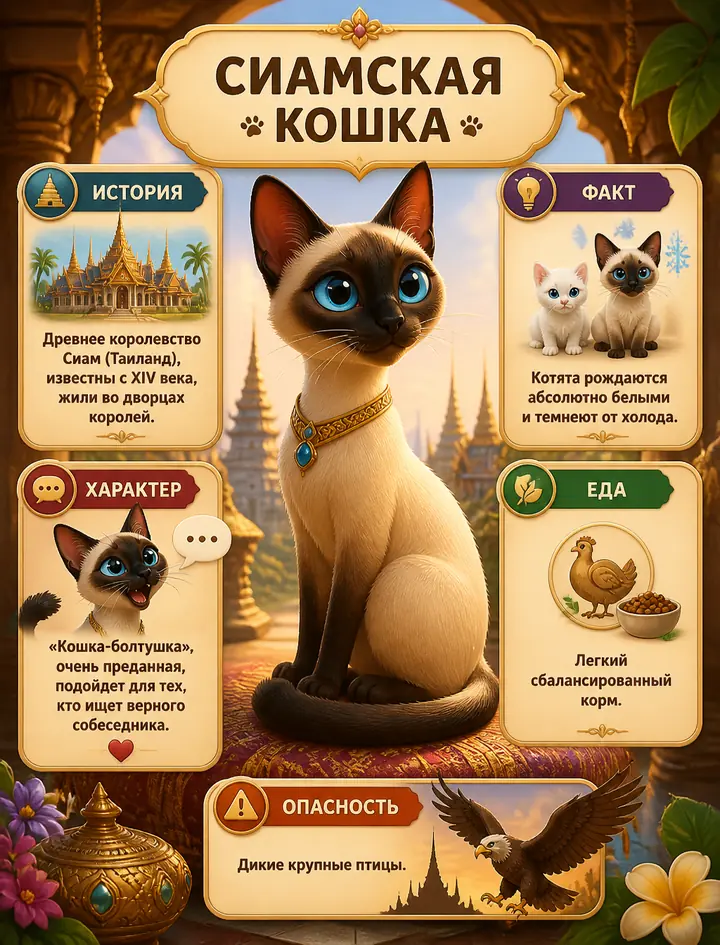 СИАМСКАЯ
КОШКА
ИСТОРИЯ
Древнее королевство
Сиам (Таиланд),
известны с XIV века,
жили во дворцах
королей.
ФАКТ
Котята рождаются
абсолютно белыми
и темнеют от холода.
ХАРАКТЕР
«Кошка-болтушка»,
очень преданная,
подойдет для тех,
кто ищет верного
собеседника.
ЕДА
Легкий
сбалансированный
корм.
ОПАСНОСТЬ
Дикие крупные птицы.